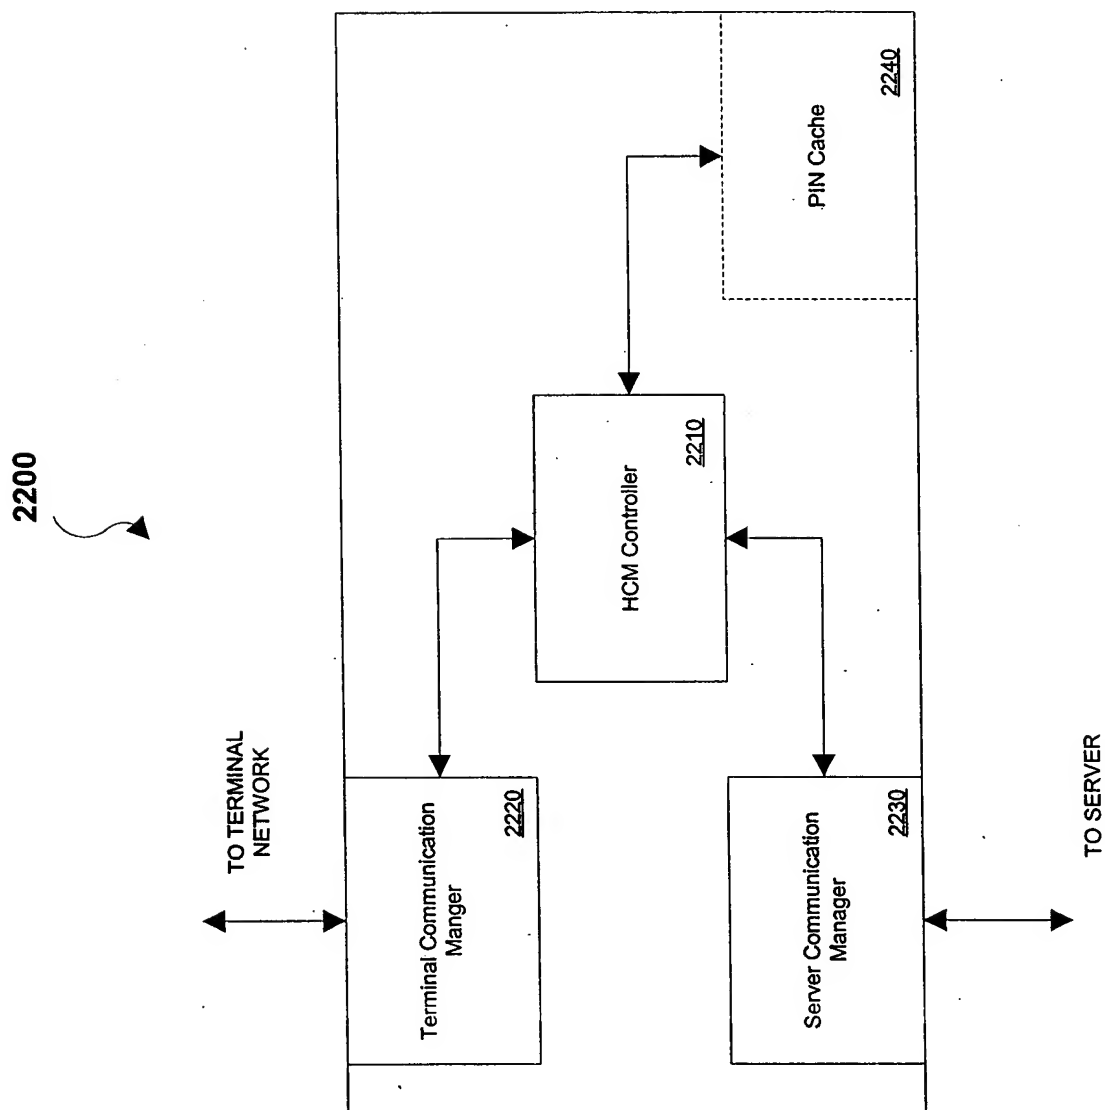 2200
TO TERMINAL
NETWORK
Terminal Communication
Manger
2220
HCM Controller
2210
PIN Cache
2240
Server Communication
Manager
2230
TO SERVER